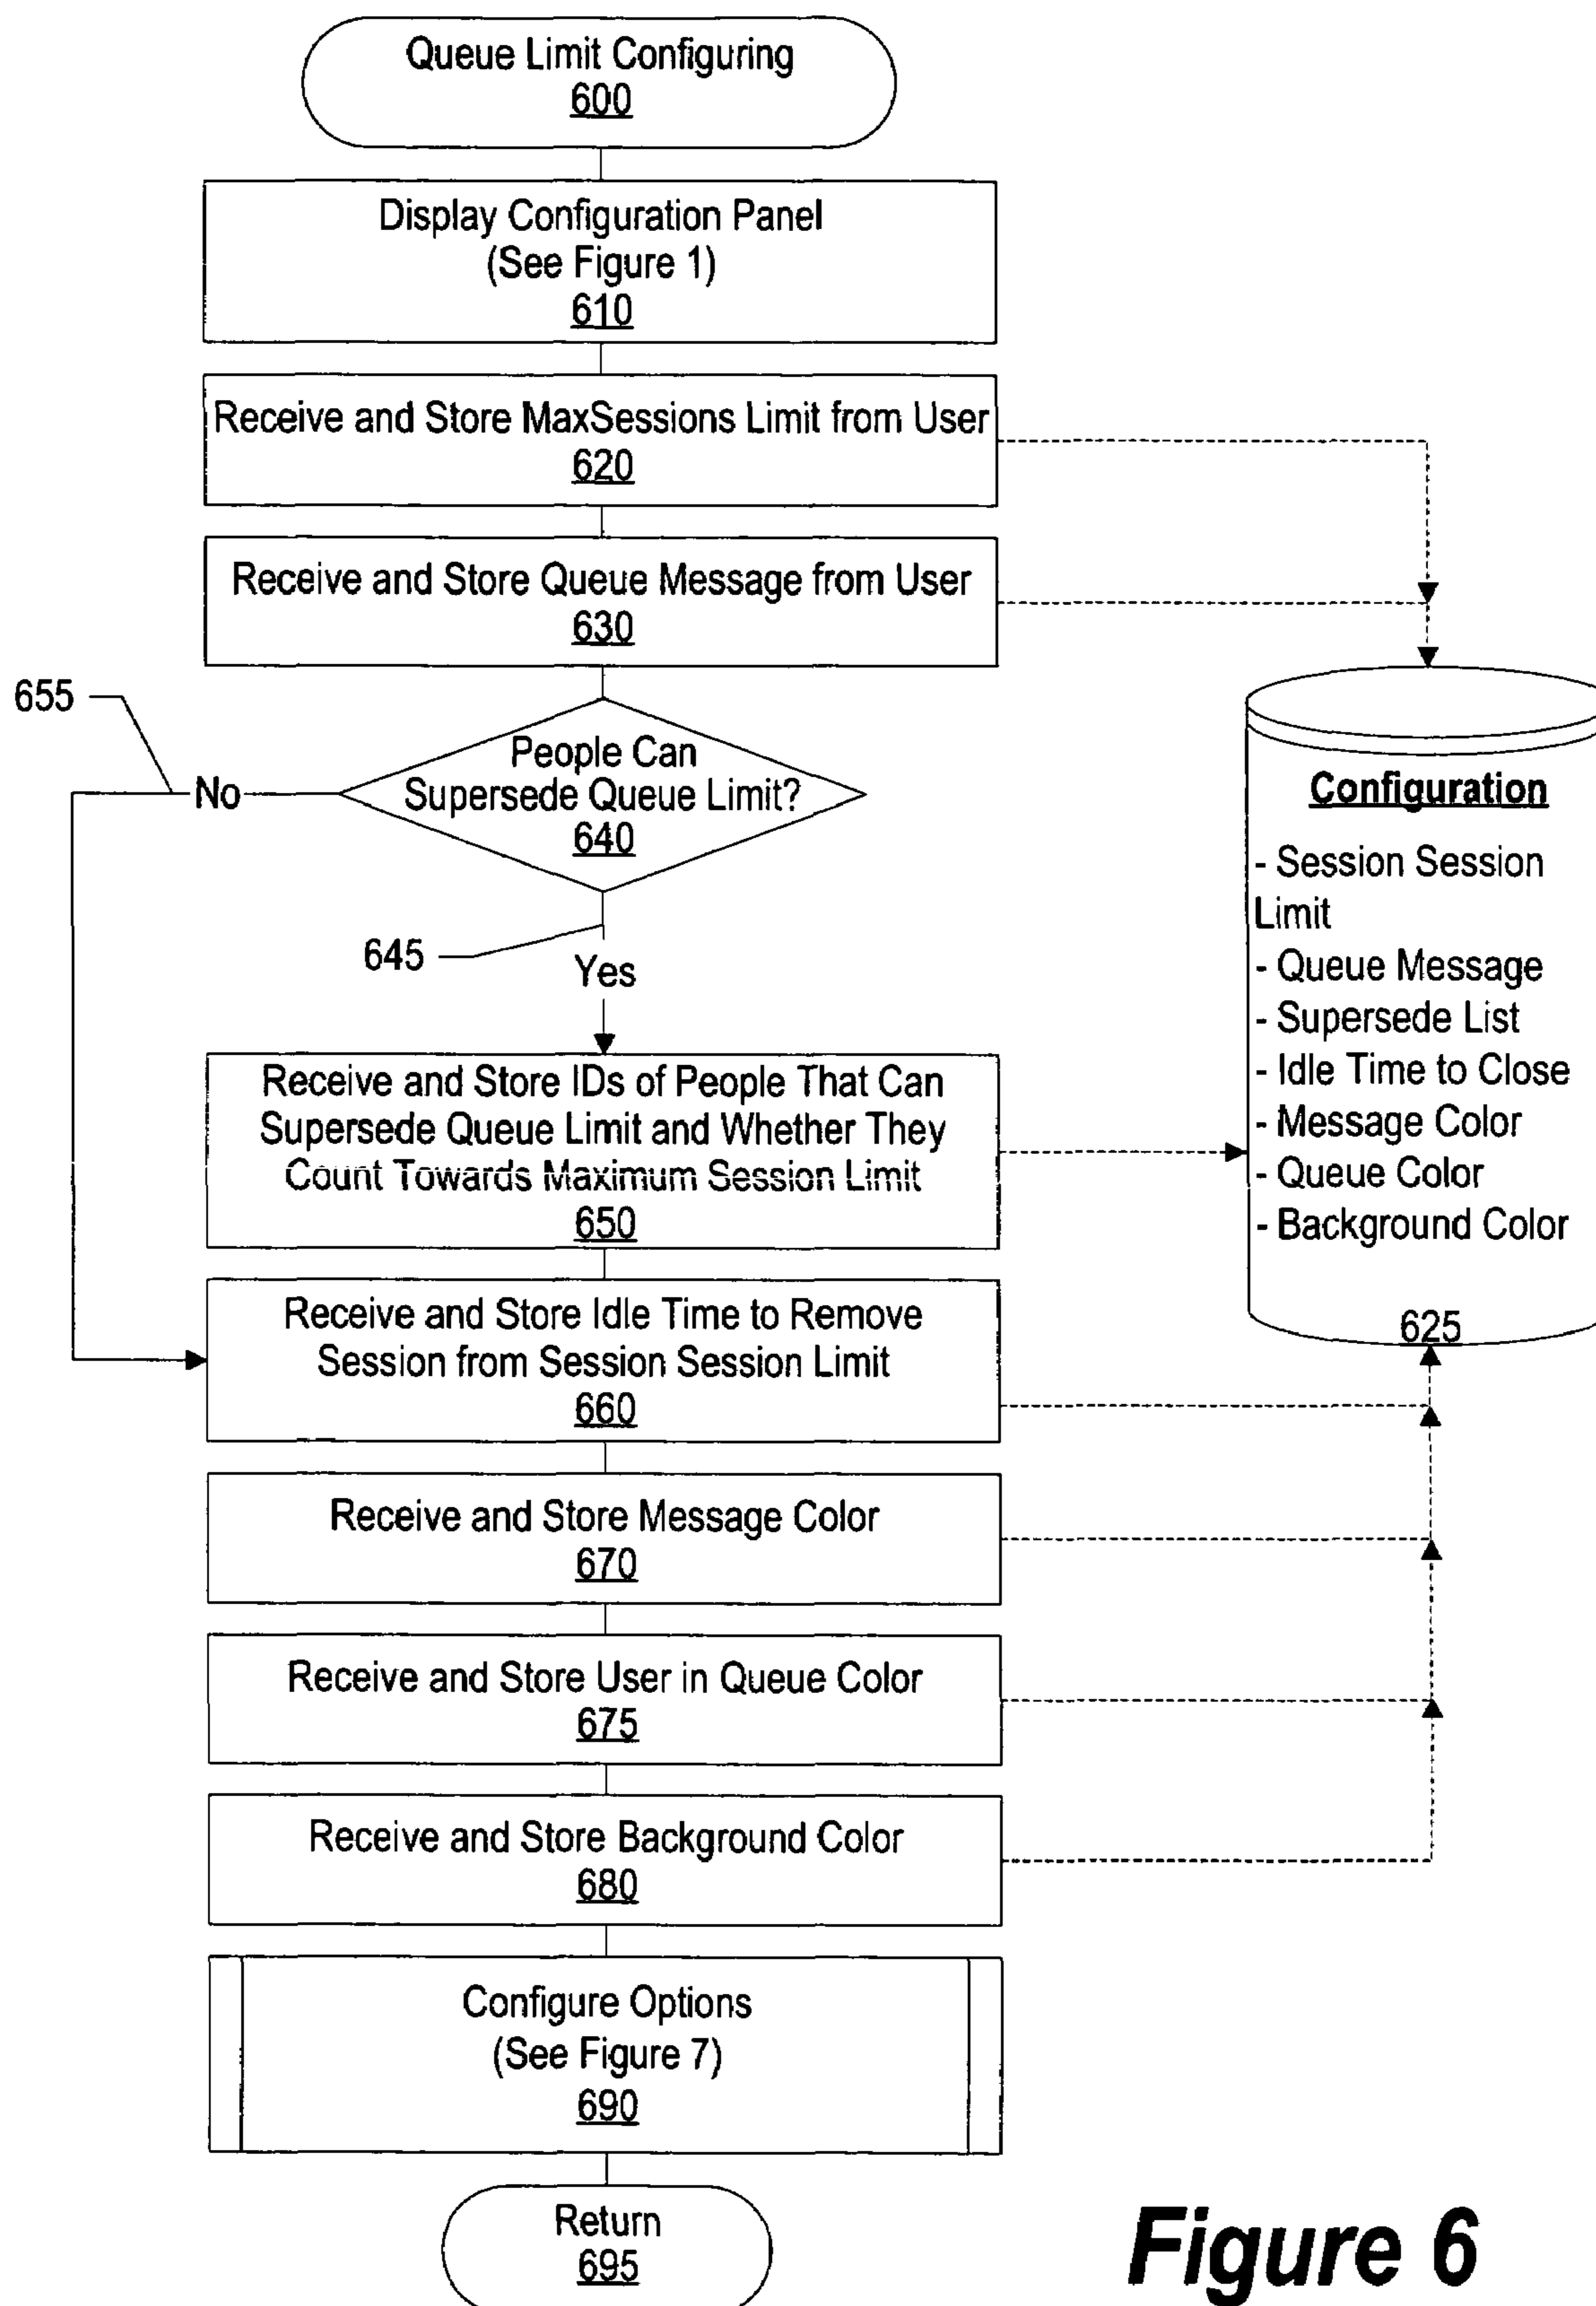 Queue Limit Configuring
600
Display Configuration Panel
(See Figure 1)
610
Receive and Store MaxSessions Limit from User
620
Receive and Store Queue Message from User
630
655
No
People Can
Supersede Queue Limit?
640
645
Yes
Receive and Store IDs of People That Can
Supersede Queue Limit and Whether They
Count Towards Maximum Session Limit
650
Receive and Store Idle Time to Remove
Session from Session Session Limit
660
Receive and Store Message Color
670
Receive and Store User in Queue Color
675
Receive and Store Background Color
680
Configure Options
(See Figure 7)
690
Return
695
Configuration
- Session Session
Limit
- Queue Message
- Supersede List
- Idle Time to Close
- Message Color
- Queue Color
- Background Color
625
Figure 6